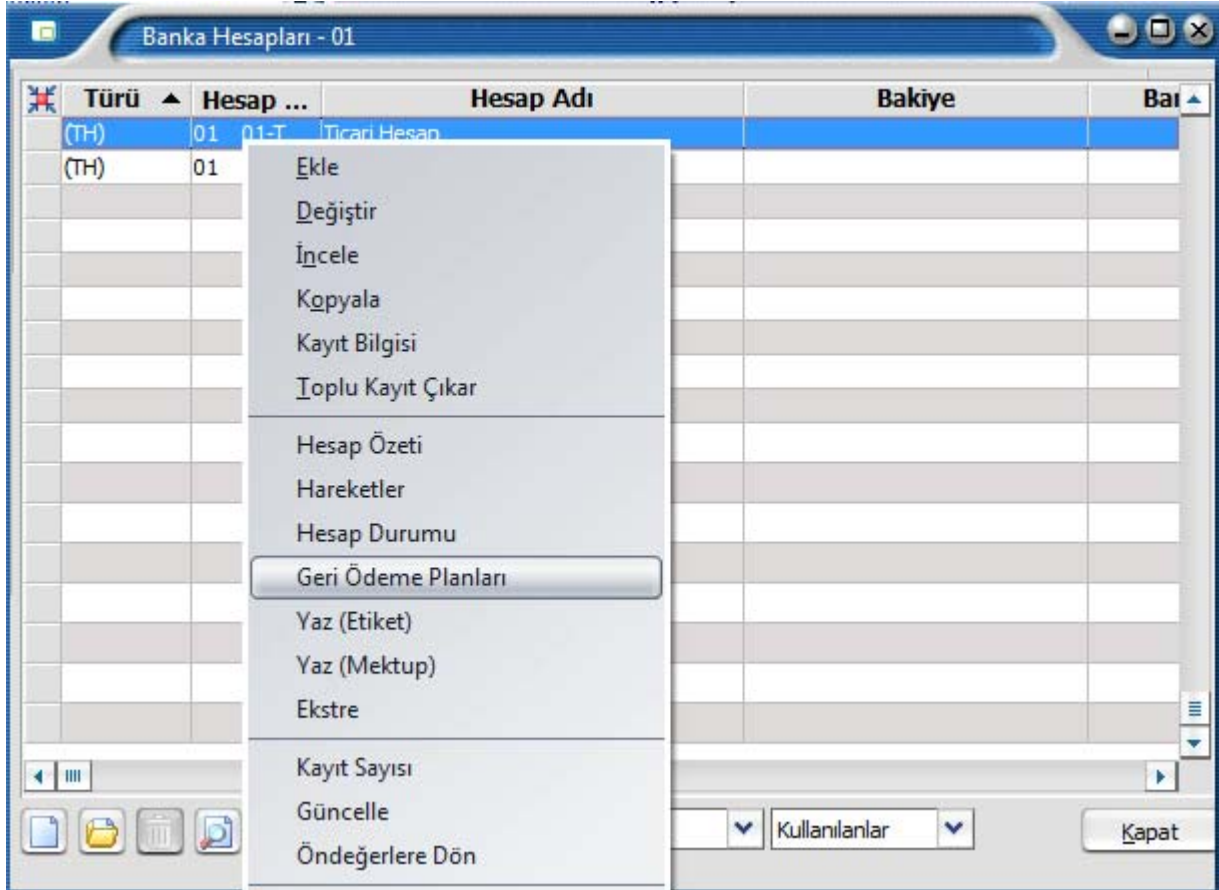 Banka Hesapları - 01
Türü Hesap ... Hesap Adı Bakiye
(TH) 01 01-T Ticari Hesap
(TH) 01
Ekle
Değiştir
İncele
Kopyala
Kayıt Bilgisi
Toplu Kayıt Çıkar
Hesap Özeti
Hareketler
Hesap Durumu
Geri Ödeme Planları
Yaz (Etiket)
Yaz (Mektup)
Ekstre
Kayıt Sayısı
Güncelle
Öndeğerlere Dön
Kullanılanlar
Kapat